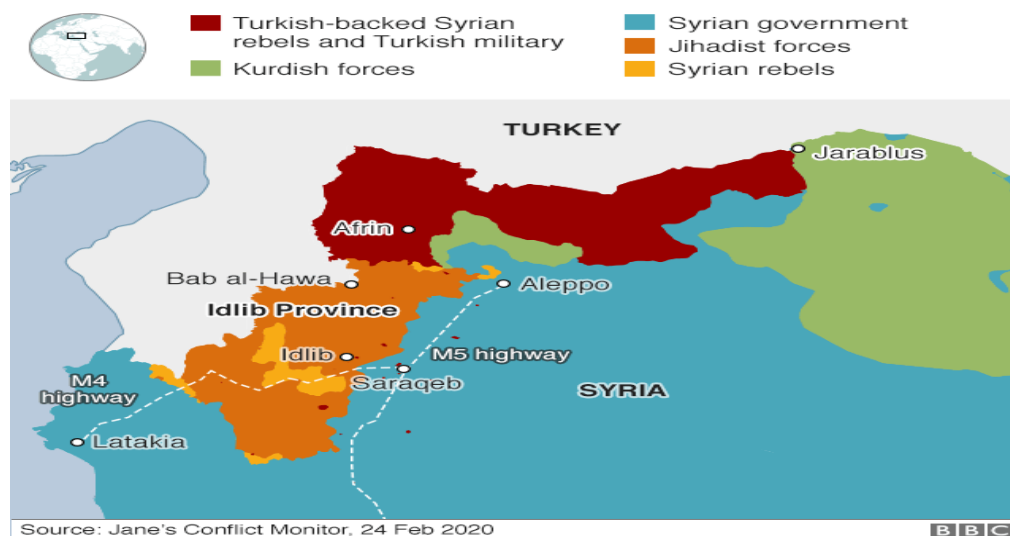 Turkish-backed Syrian
rebels and Turkish military
Kurdish forces
Syrian government
Jihadist forces
Syrian rebels
TURKEY
Jarablus
Afrin
Bab al-Hawa
Aleppo
Idlib Province
Idlib
M5 highway
Saraqeb
M4
highway
SYRIA
Latakia
Source: Jane's Conflict Monitor, 24 Feb 2020
BBC